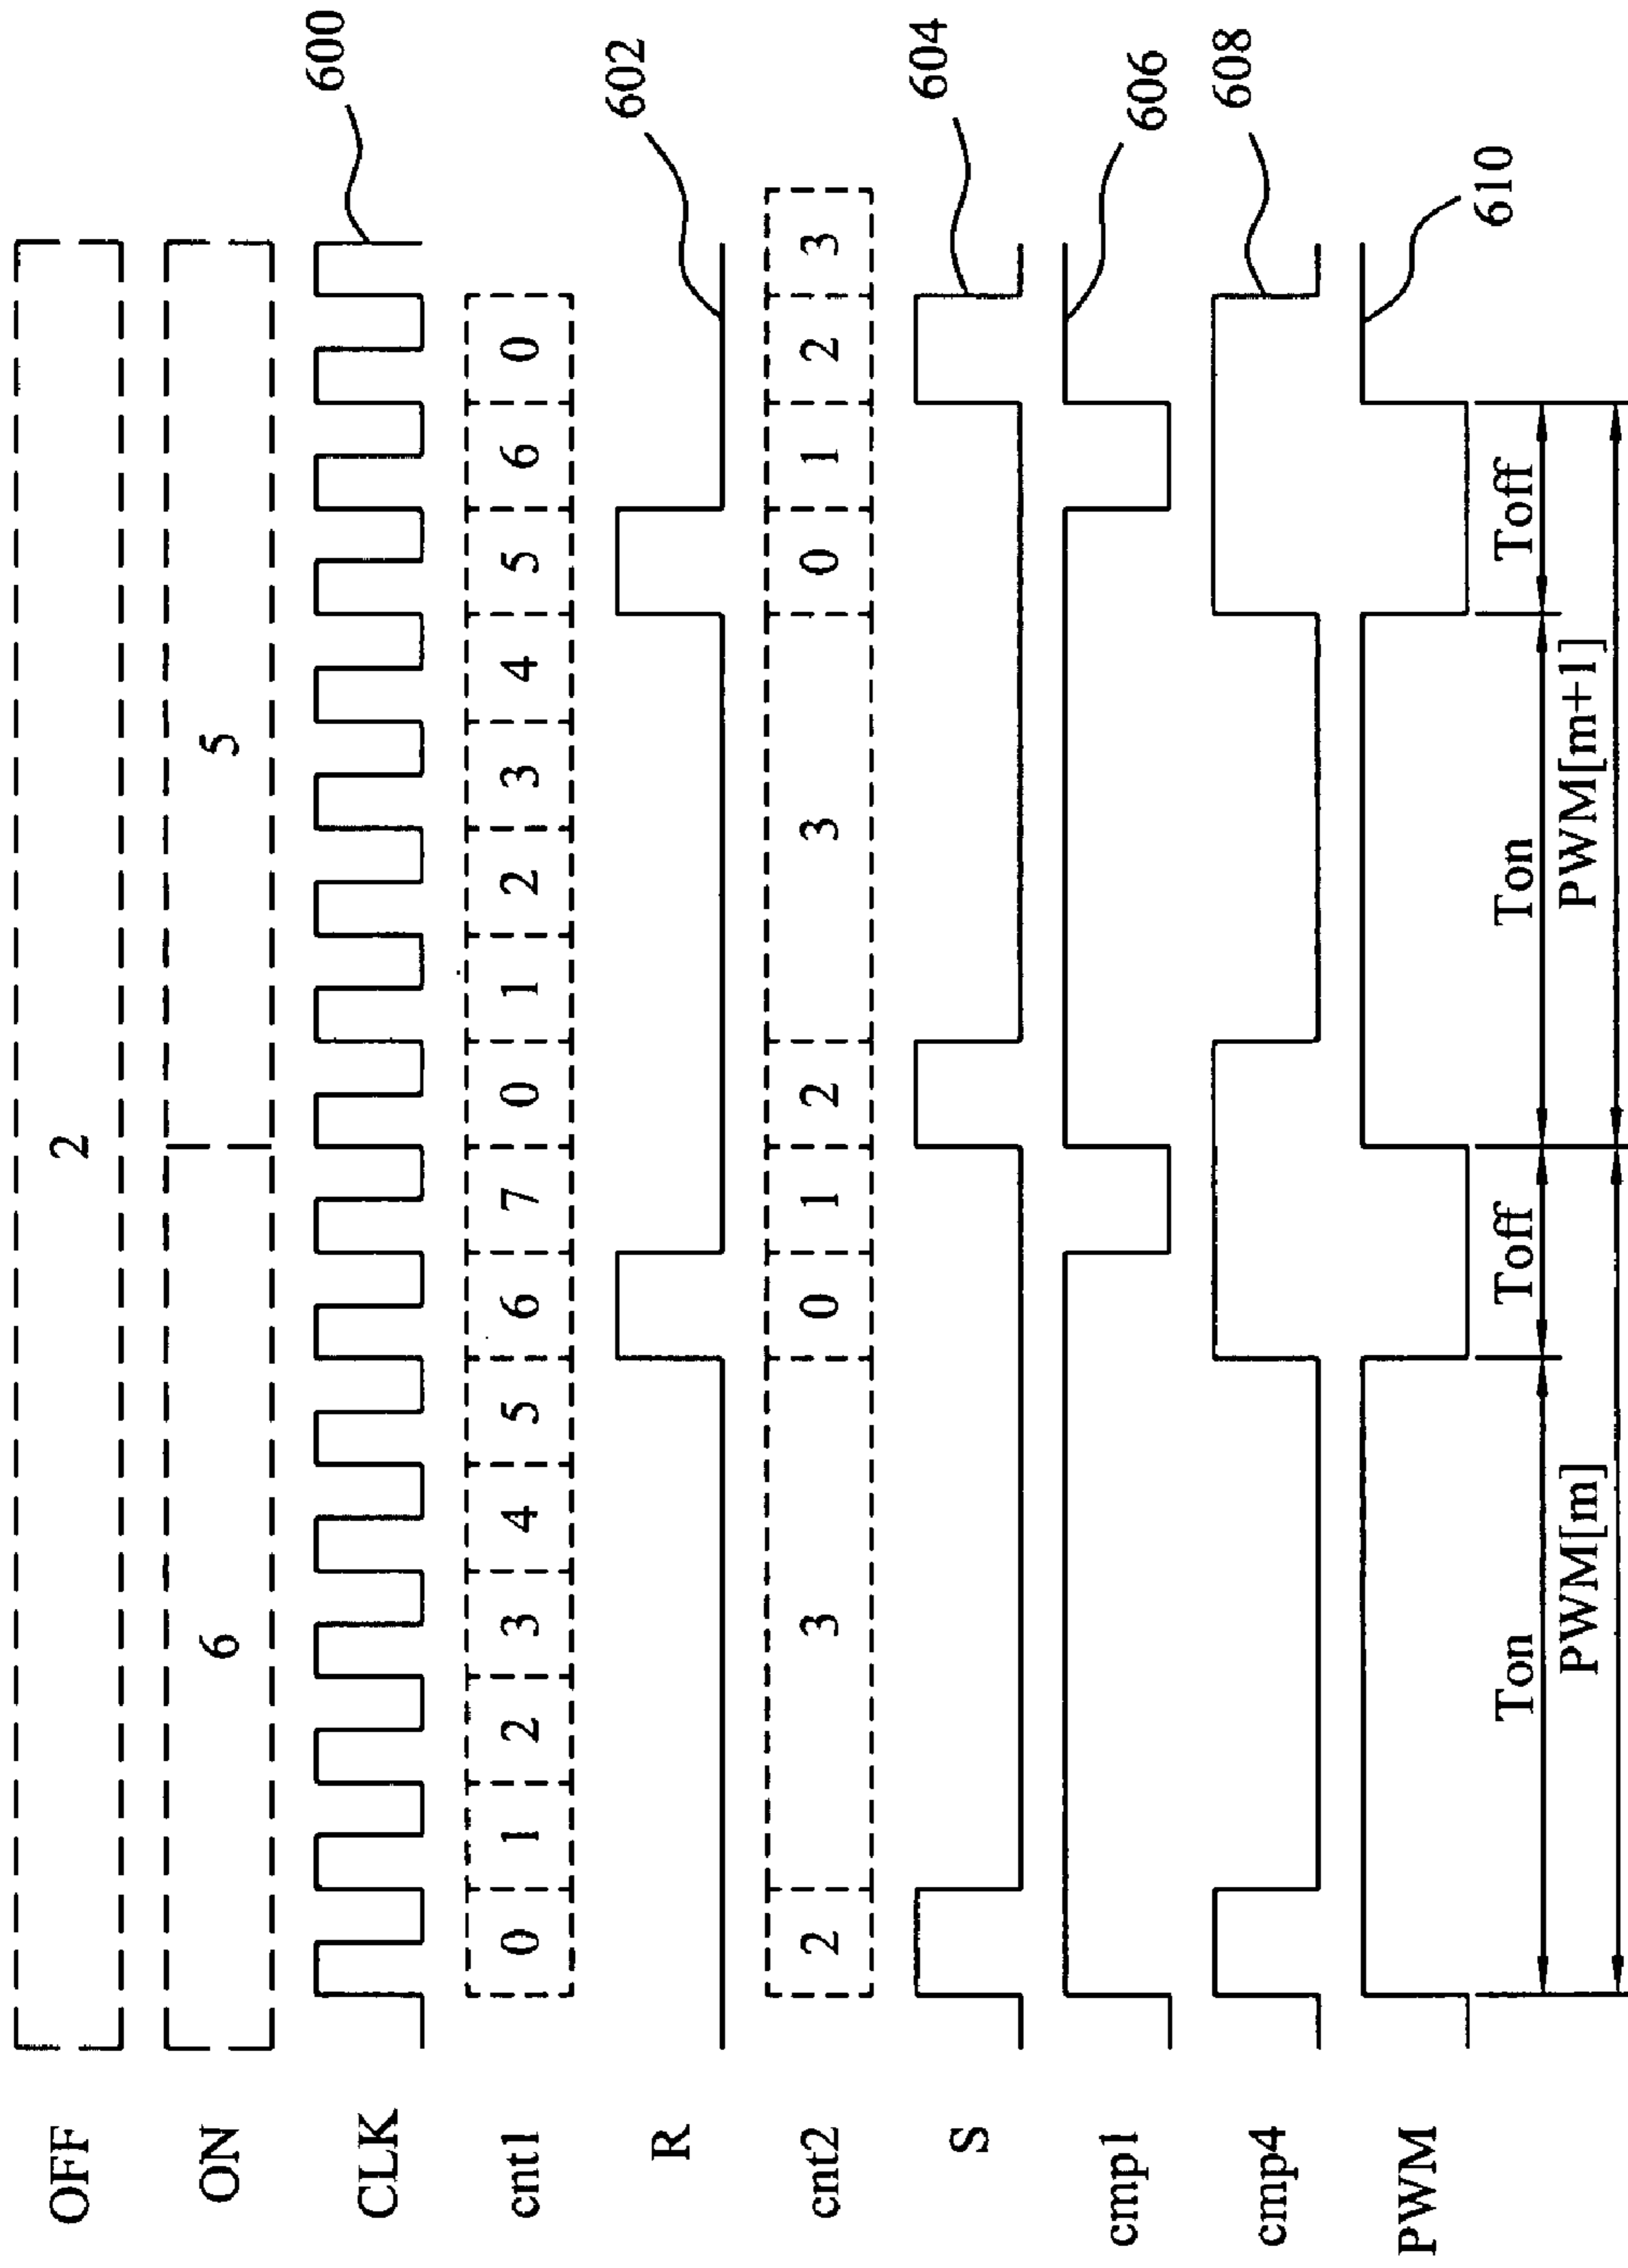 OFF 2
ON 6 5
CLK 600
cnt1 0 1 2 3 4 5 6 7 0 1 2 3 4 5 6 0
R 602
cnt2 2 3 0 1 2 3 0 1 2 3
S 604
cmp1 606
cmp4 608
PWM 610
Ton Toff Ton Toff
PWM[m] PWM[m+1]